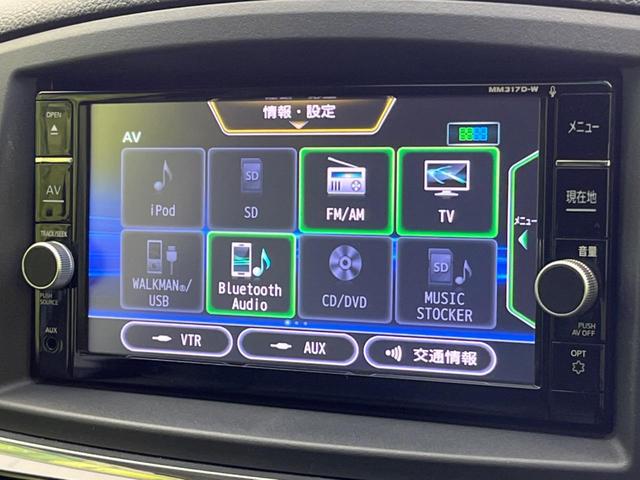 MM317D-W
OPEN
情報・設定
メニュー
AV
AV
iPod
SD
SD
FM/AM
TV
メニュー
現在地
TRACK/SEEK
音量
WALKMAN®/
USB
Bluetooth
Audio
CD/DVD
SD
MUSIC
STOCKER
PUSH
SOURCE
AUX
VTR
AUX
交通情報
PUSH
AV OFF
OPT